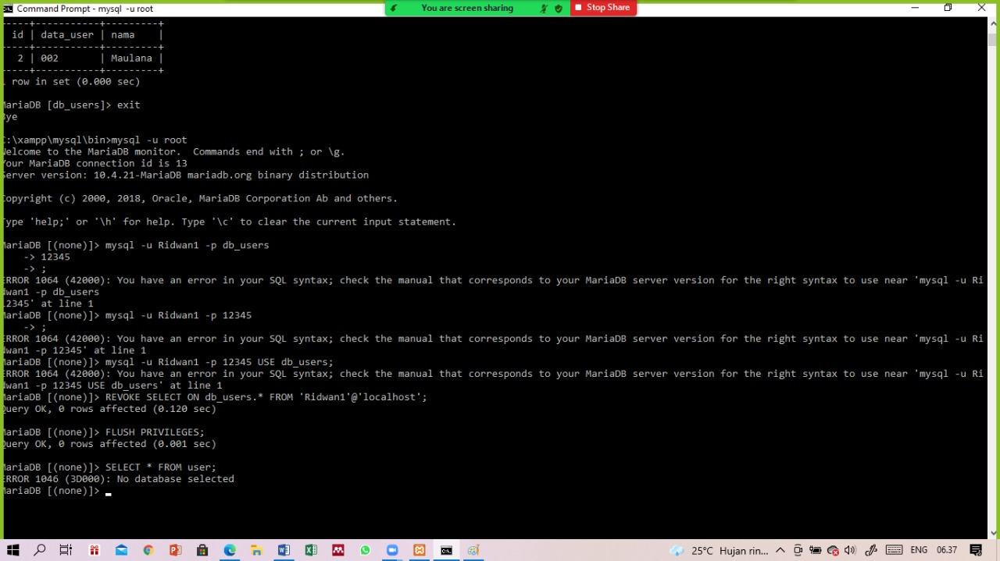 Command Prompt - mysql -u root
You are screen sharing
Stop Share
-----+-----------+---------+
id | data_user | nama    |
-----+-----------+---------+
2 | 002       | Maulana |
-----+-----------+---------+
row in set (0.000 sec)
MariaDB [db_users]> exit
Bye
C:\xampp\mysql\bin>mysql -u root
Welcome to the MariaDB monitor.  Commands end with ; or \g.
Your MariaDB connection id is 13
Server version: 10.4.21-MariaDB mariadb.org binary distribution
Copyright (c) 2000, 2018, Oracle, MariaDB Corporation Ab and others.
Type 'help;' or '\h' for help. Type '\c' to clear the current input statement.
MariaDB [(none)]> mysql -u Ridwan1 -p db_users
-> 12345
-> ;
ERROR 1064 (42000): You have an error in your SQL syntax; check the manual that corresponds to your MariaDB server version for the right syntax to use near 'mysql -u Ri
dwan1 -p db_users
12345' at line 1
MariaDB [(none)]> mysql -u Ridwan1 -p 12345
-> ;
ERROR 1064 (42000): You have an error in your SQL syntax; check the manual that corresponds to your MariaDB server version for the right syntax to use near 'mysql -u Ri
dwan1 -p 12345' at line 1
MariaDB [(none)]> mysql -u Ridwan1 -p 12345 USE db_users;
ERROR 1064 (42000): You have an error in your SQL syntax; check the manual that corresponds to your MariaDB server version for the right syntax to use near 'mysql -u Ri
dwan1 -p 12345 USE db_users' at line 1
MariaDB [(none)]> REVOKE SELECT ON db_users.* FROM 'Ridwan1'@'localhost';
Query OK, 0 rows affected (0.120 sec)
MariaDB [(none)]> FLUSH PRIVILEGES;
Query OK, 0 rows affected (0.001 sec)
MariaDB [(none)]> SELECT * FROM user;
ERROR 1046 (3D000): No database selected
MariaDB [(none)]>
25°C Hujan rin... ENG 06.37